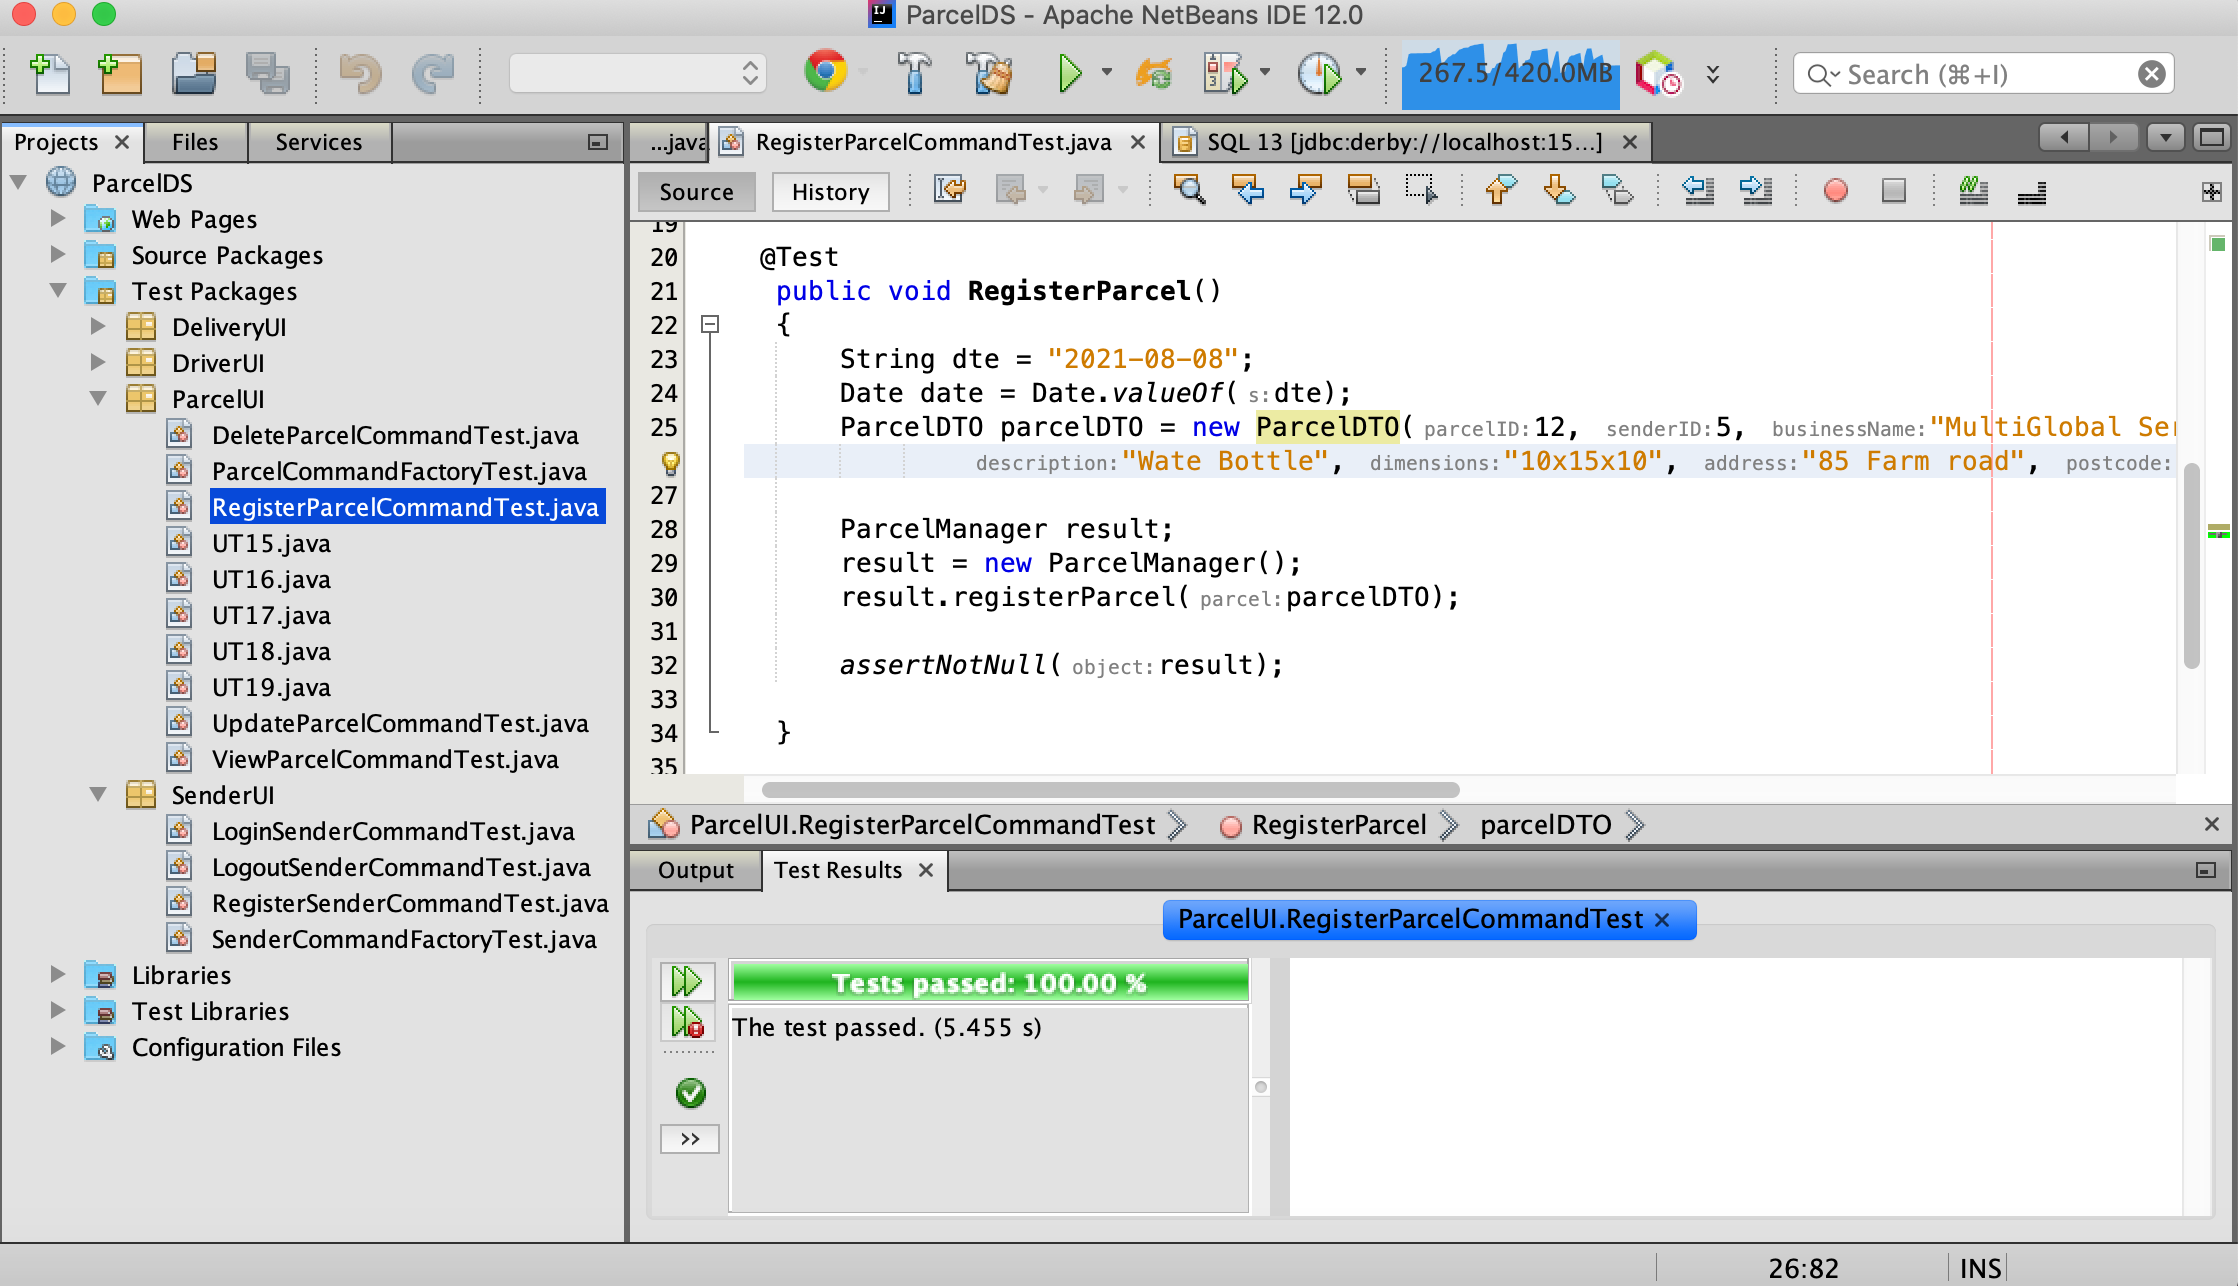 ParcelDS - Apache NetBeans IDE 12.0
267.5/420.0MB
Search (⌘+I)
Projects
Files
Services
ParcelDS
Web Pages
Source Packages
Test Packages
DeliveryUI
DriverUI
ParcelUI
DeleteParcelCommandTest.java
ParcelCommandFactoryTest.java
RegisterParcelCommandTest.java
UT15.java
UT16.java
UT17.java
UT18.java
UT19.java
UpdateParcelCommandTest.java
ViewParcelCommandTest.java
SenderUI
LoginSenderCommandTest.java
LogoutSenderCommandTest.java
RegisterSenderCommandTest.java
SenderCommandFactoryTest.java
Libraries
Test Libraries
Configuration Files
...java
RegisterParcelCommandTest.java
SQL 13 [jdbc:derby://localhost:15...]
Source
History
19
20 @Test
21 public void RegisterParcel()
22 {
23 String dte = "2021-08-08";
24 Date date = Date.valueOf( s: dte);
25 ParcelDTO parcelDTO = new ParcelDTO( parcelID: 12, senderID: 5, businessName: "MultiGlobal Ser
description: "Wate Bottle", dimensions: "10x15x10", address: "85 Farm road", postcode:
27
28 ParcelManager result;
29 result = new ParcelManager();
30 result.registerParcel( parcel: parcelDTO);
31
32 assertNotNull( object: result);
33
34 }
35
ParcelUI.RegisterParcelCommandTest
RegisterParcel
parcelDTO
Output
Test Results
ParcelUI.RegisterParcelCommandTest
Tests passed: 100.00 %
The test passed. (5.455 s)
>>
26:82
INS